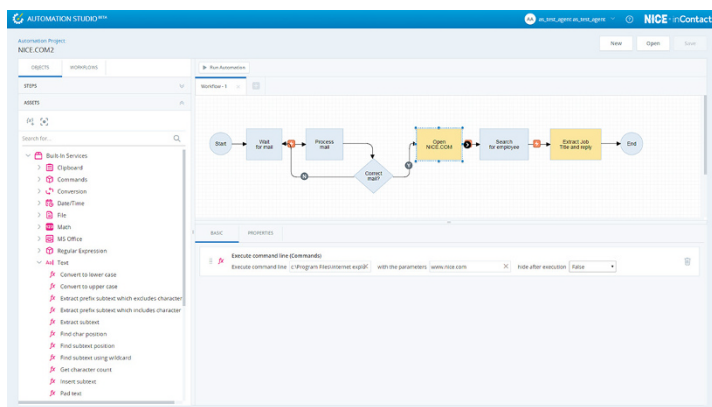 AUTOMATION STUDIO BETA
AA as_test_agent as_test_agent
NICE inContact
Automation Project
NICE.COM2
New Open Save
OBJECTS WORKFLOWS
Run Automation
STEPS
Workflow - 1
ASSETS
Search for...
Built-in Services
Clipboard
Commands
Conversion
Date/Time
File
Math
MS Office
Regular Expression
Text
Convert to lower case
Convert to upper case
Extract prefix subtext which excludes character
Extract prefix subtext which includes character
Extract subtext
Find char position
Find subtext position
Find subtext using wildcard
Get character count
Insert subtext
Pad text
Start
Wait
for mail
Process
mail
Correct
mail?
N
Y
Open
NICE.COM
Search
for employee
Extract Job
Title and reply
End
BASIC PROPERTIES
Execute command line (Commands)
Execute command line c:\Program Files\internet expl with the parameters www.nice.com hide after execution False